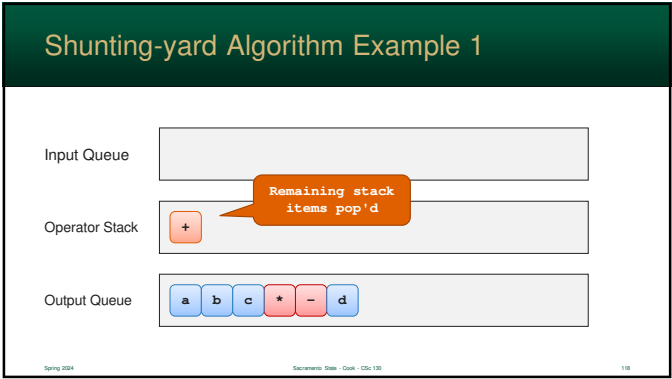 Shunting-yard Algorithm Example 1
Input Queue
Remaining stack
items pop'd
Operator Stack
+
Output Queue
a b c * – d
Spring 2024
Sacramento State - Cook - CSc 130
118